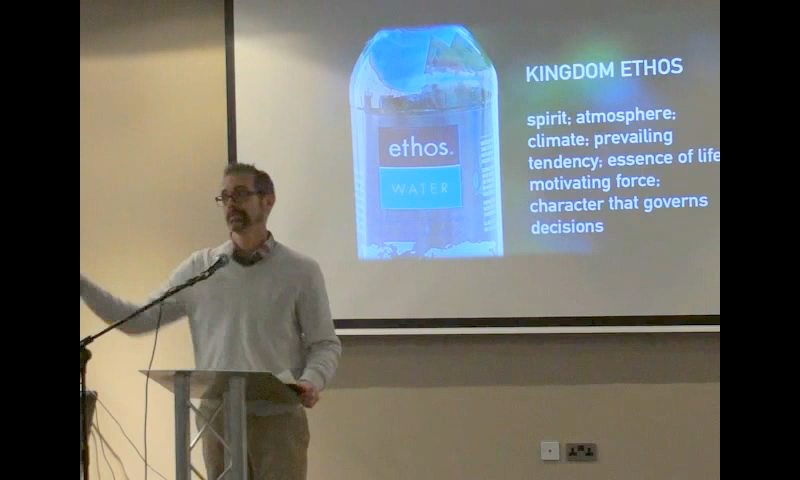 KINGDOM ETHOS
spirit; atmosphere;
climate; prevailing
tendency; essence of life
motivating force;
character that governs
decisions
ethos.
WATER